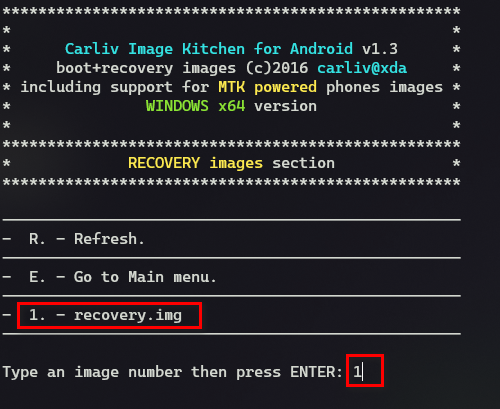 ***************************************************
* *
* Carliv Image Kitchen for Android v1.3 *
* boot+recovery images (c)2016 carliv@xda *
* including support for MTK powered phones images *
* WINDOWS x64 version *
* *
***************************************************
* RECOVERY images section *
***************************************************
- R. - Refresh.
- E. - Go to Main menu.
- 1. - recovery.img
Type an image number then press ENTER: 1